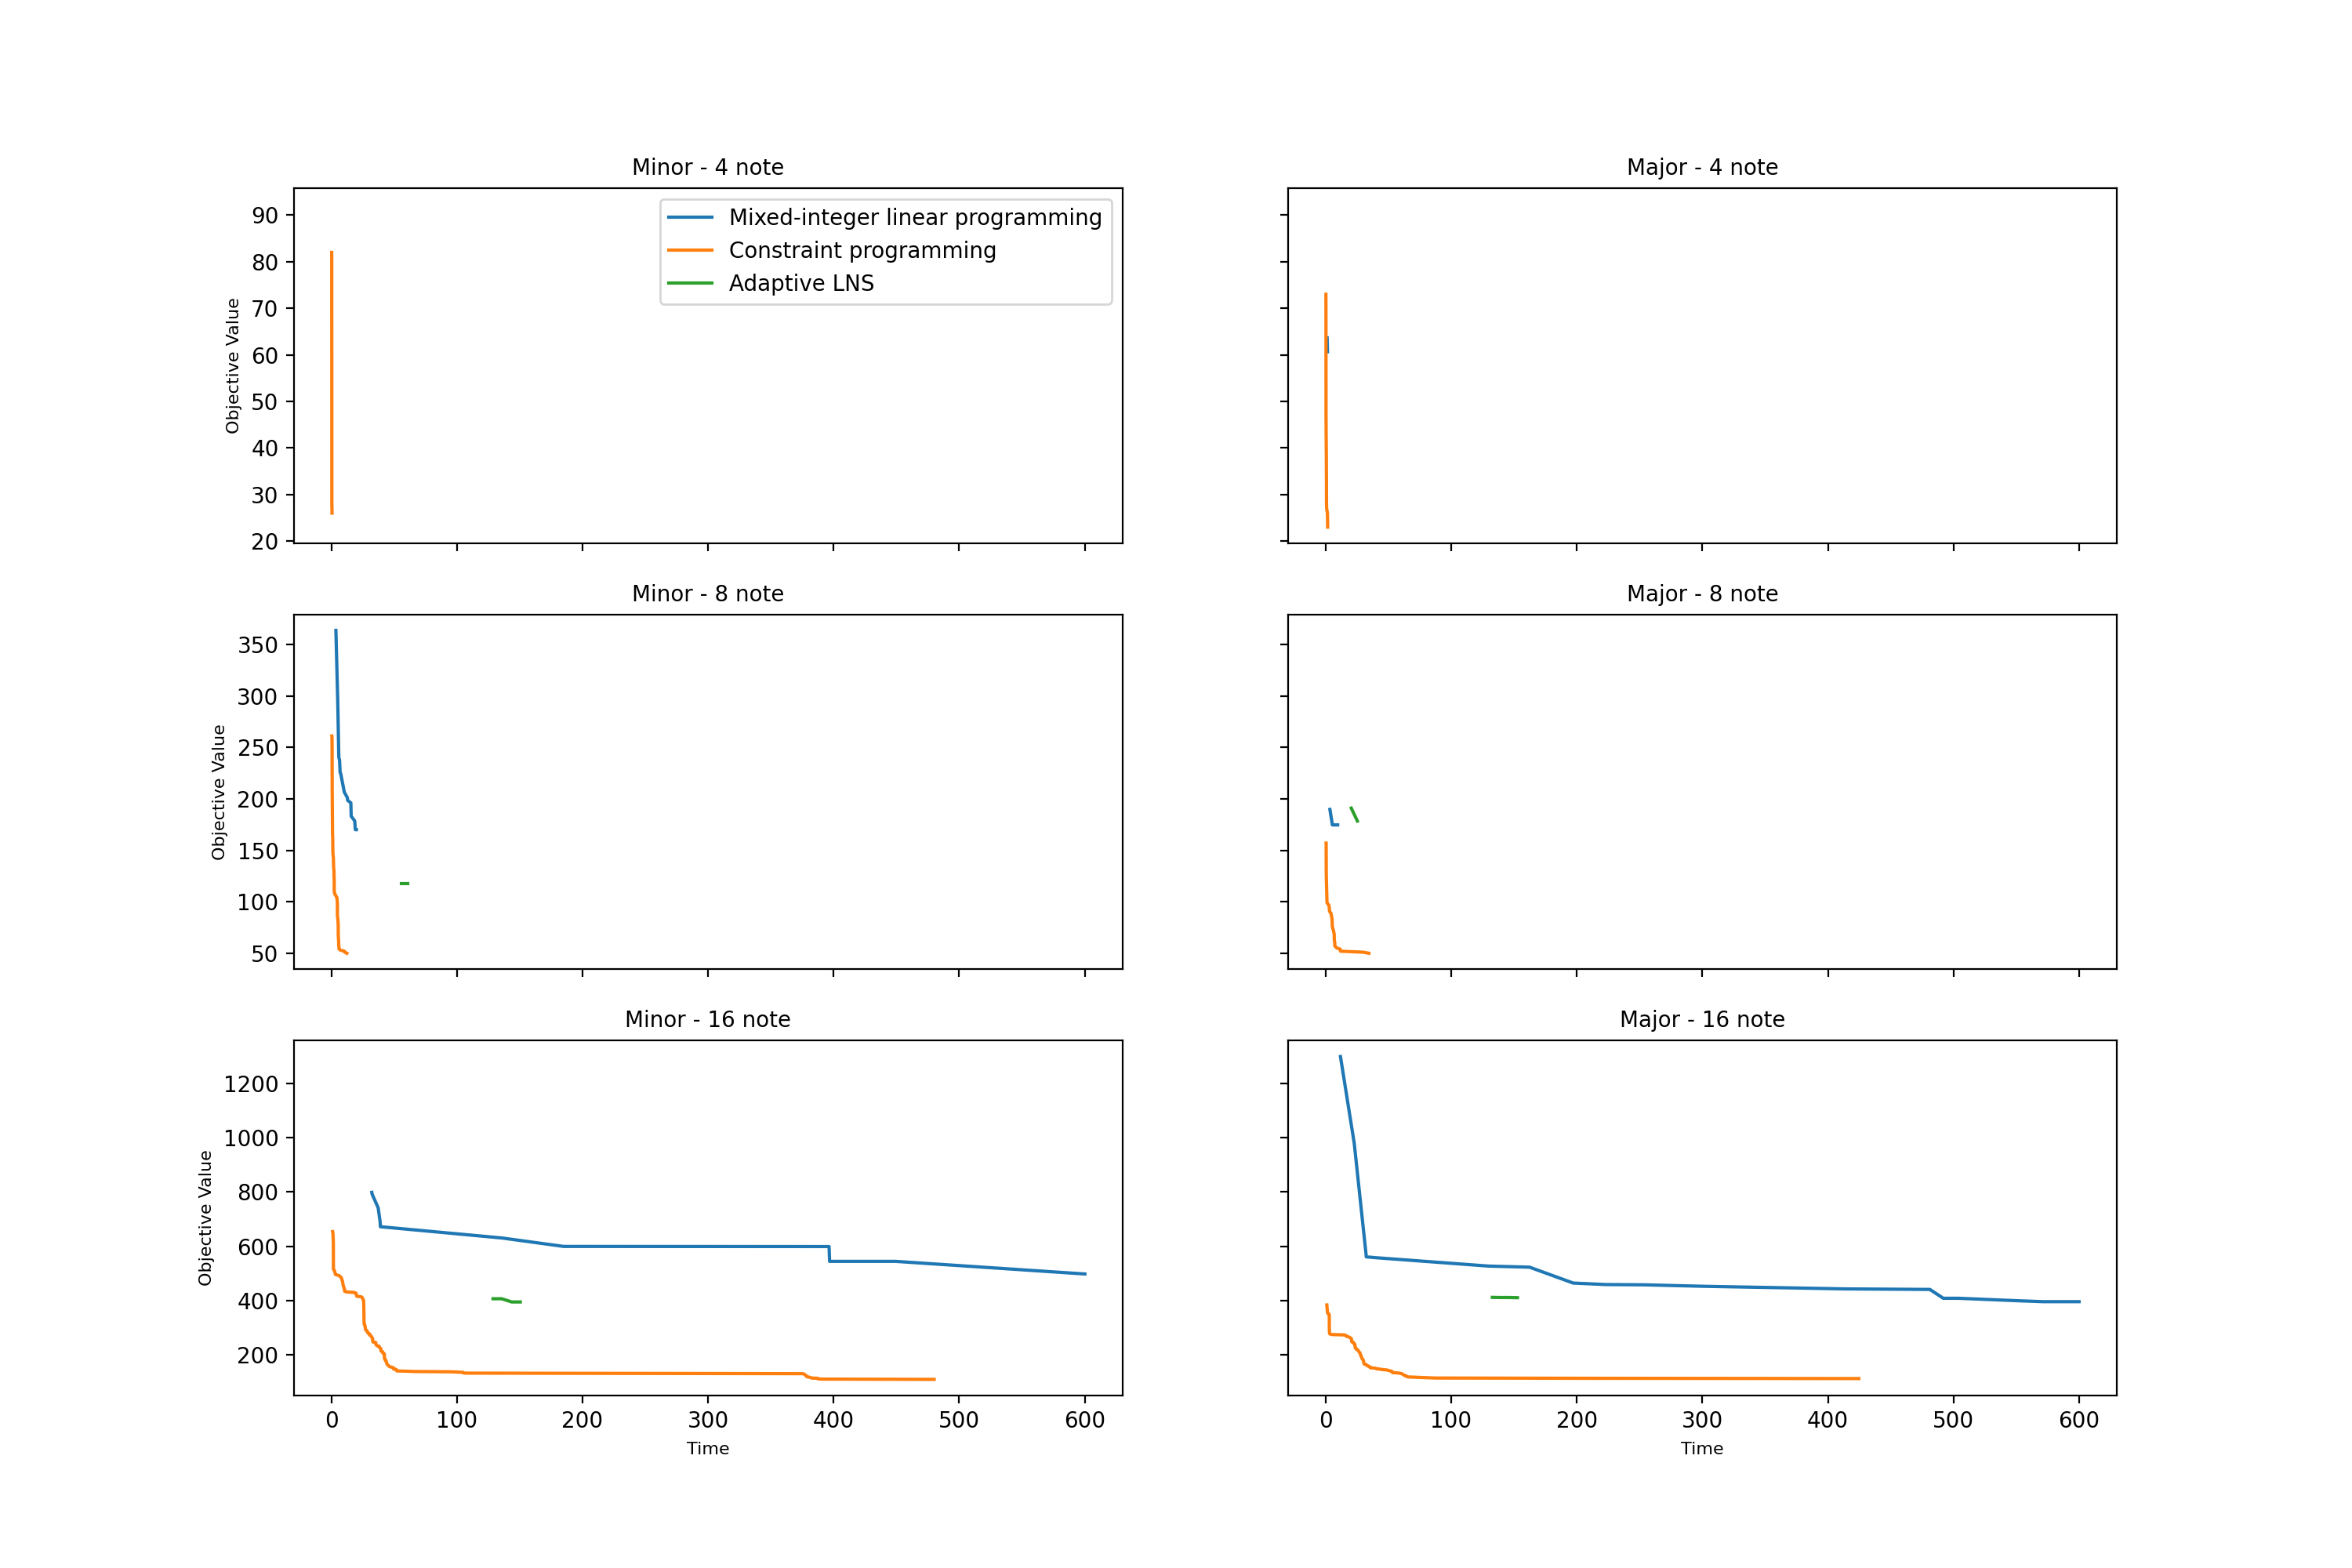 Minor - 4 note
90
80
70
60
50
40
30
20
Objective Value
Mixed-integer linear programming
Constraint programming
Adaptive LNS
Major - 4 note
Minor - 8 note
350
300
250
200
150
100
50
Objective Value
Major - 8 note
Minor - 16 note
1200
1000
800
600
400
200
Objective Value
0 100 200 300 400 500 600
Time
Major - 16 note
0 100 200 300 400 500 600
Time